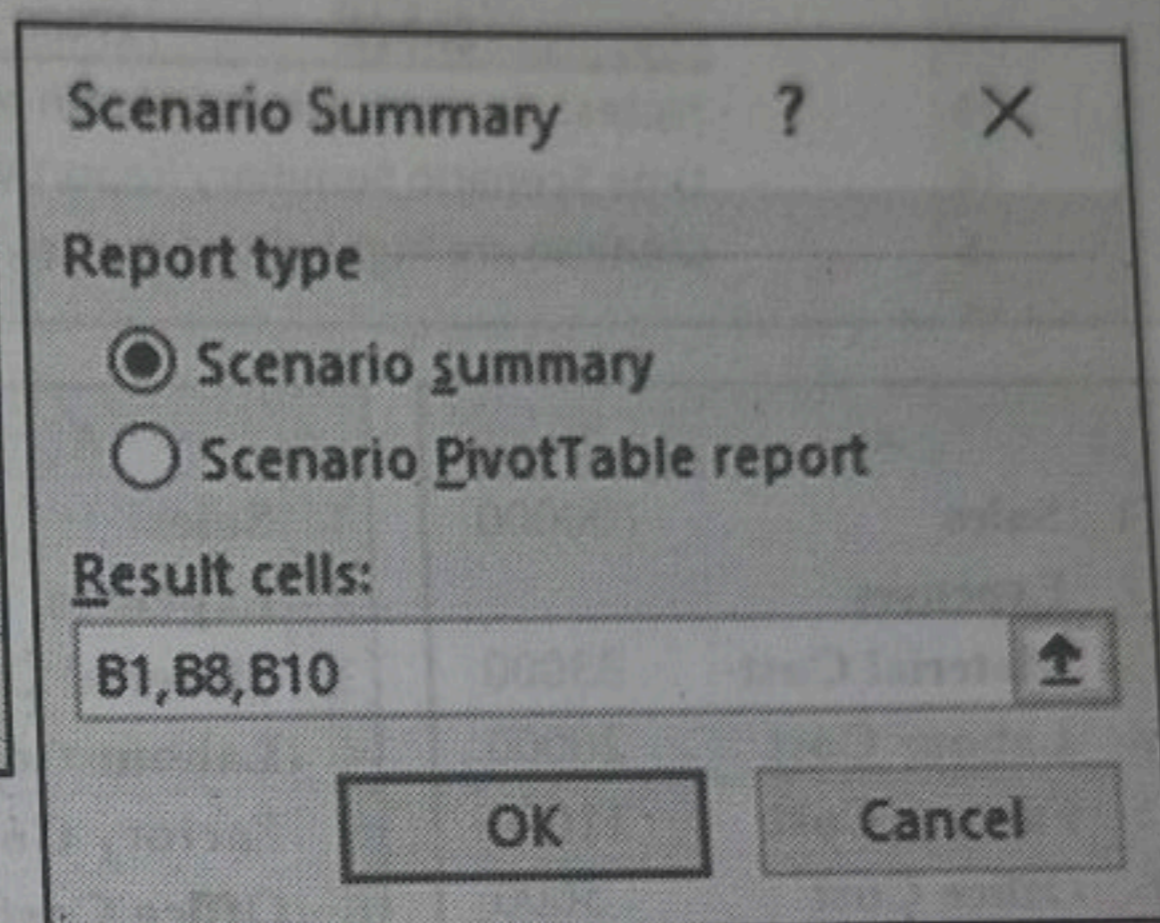 Scenario Summary ? X
Report type
Scenario summary
Scenario PivotTable report
Result cells:
B1,B8,B10
OK Cancel